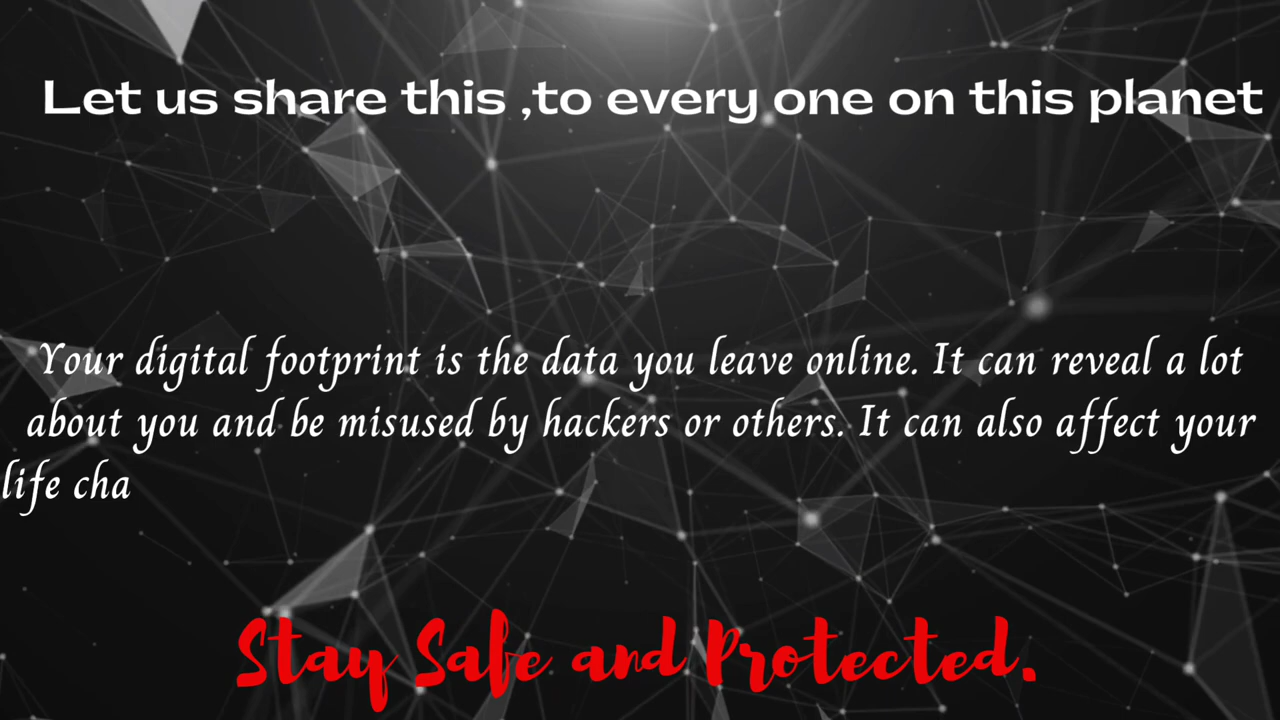 Let us share this ,to every one on this planet
Your digital footprint is the data you leave online. It can reveal a lot
about you and be misused by hackers or others. It can also affect your
life cha
Stay Safe and Protected.